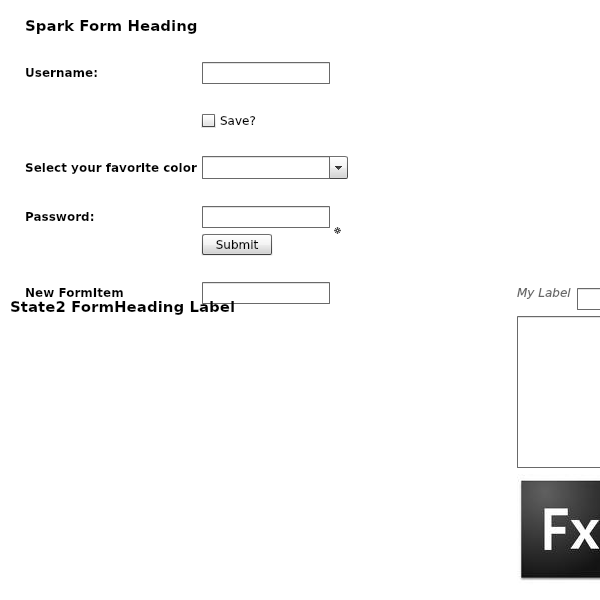 Spark Form Heading
Username:
Save?
Select your favorite color
Password:
Submit
New FormItem
My Label
State2 FormHeading Label
Fx